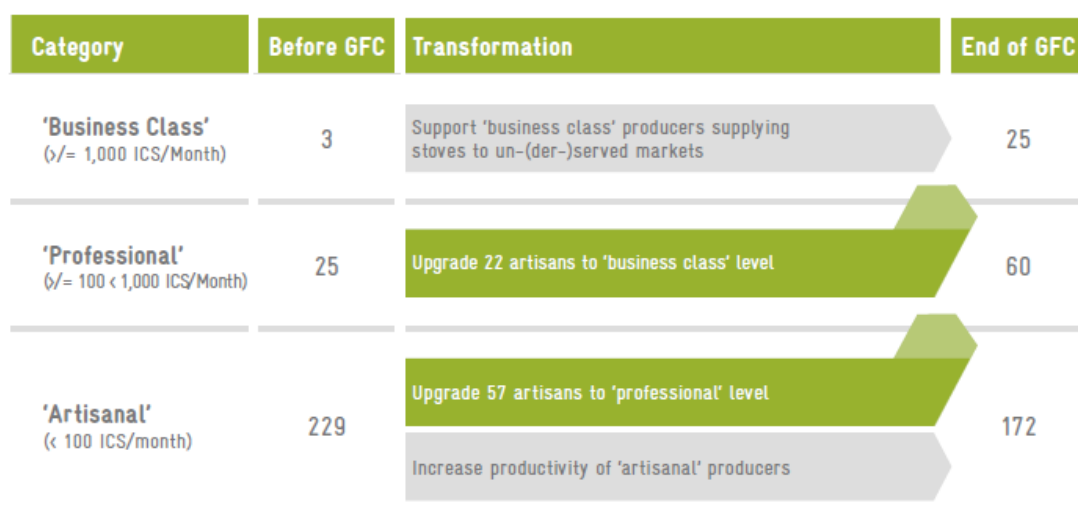 Category Before GFC Transformation End of GFC
'Business Class'
(>/= 1,000 ICS/Month)
3
Support 'business class' producers supplying
stoves to un-(der-)served markets
25
'Professional'
(>/= 100 < 1,000 ICS/Month)
25
Upgrade 22 artisans to 'business class' level
60
'Artisanal'
(< 100 ICS/month)
229
Upgrade 57 artisans to 'professional' level
Increase productivity of 'artisanal' producers
172